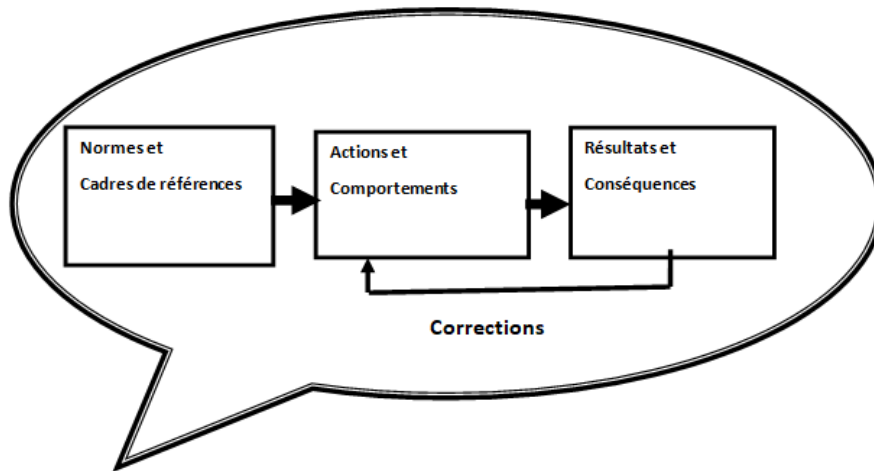 Normes et
Cadres de références
Actions et
Comportements
Résultats et
Conséquences
Corrections